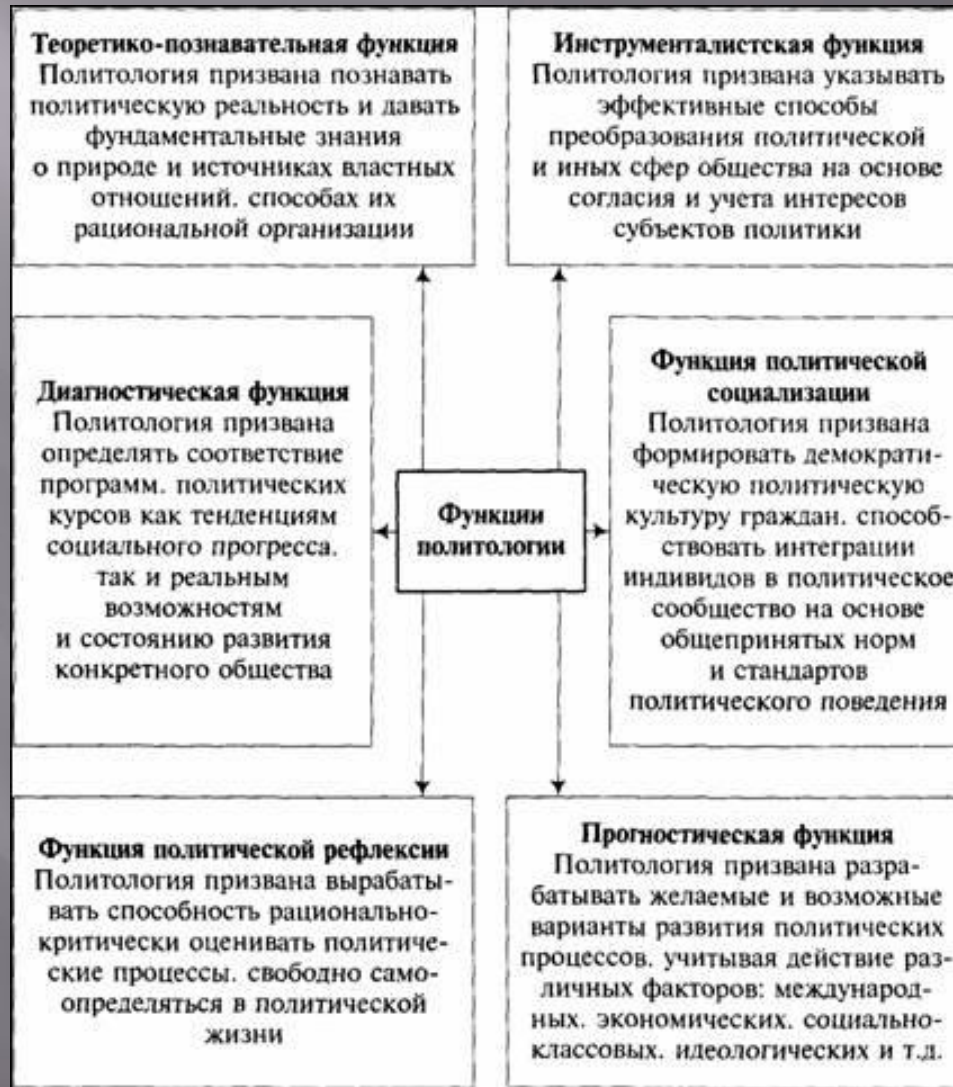 Теоретико-познавательная функция
Политология призвана познавать
политическую реальность и давать
фундаментальные знания
о природе и источниках властных
отношений. способах их
рациональной организации
Инструменталистская функция
Политология призвана указывать
эффективные способы
преобразования политической
и иных сфер общества на основе
согласия и учета интересов
субъектов политики
Диагностическая функция
Политология призвана
определять соответствие
программ. политических
курсов как тенденциям
социального прогресса.
так и реальным
возможностям
и состоянию развития
конкретного общества
Функции
политологии
Функция политической
социализации
Политология призвана
формировать демократи-
ческую политическую
культуру граждан. способ-
ствовать интеграции
индивидов в политическое
сообщество на основе
общепринятых норм
и стандартов
политического поведения
Функция политической рефлексии
Политология призвана вырабаты-
вать способность рационально-
критически оценивать политиче-
ские процессы. свободно само-
определяться в политической
жизни
Прогностическая функция
Политология призвана разра-
батывать желаемые и возможные
варианты развития политических
процессов. учитывая действие раз-
личных факторов: международ-
ных. экономических. социально-
классовых. идеологических и т.д.